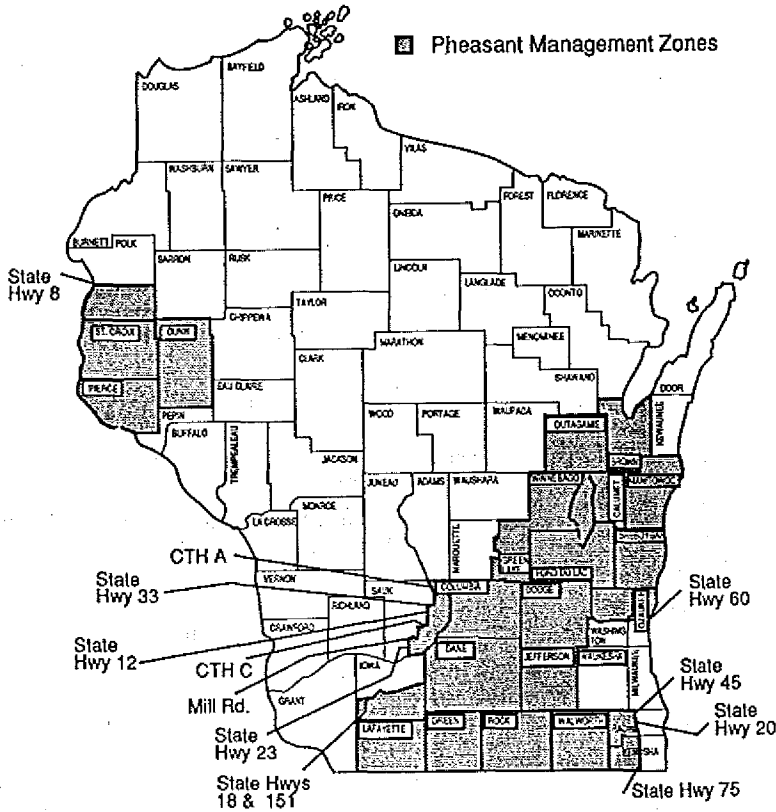 Pheasant Management Zones
BAYFIELD
DOUGLAS
ASHLAND
IRON
VILAS
WASHBURN
SAWYER
PRICE
ONEIDA
FOREST
FLORENCE
MARINETTE
BURNETT
POLK
BARRON
RUSK
LINCOLN
LANGLADE
OCONTO
State
Hwy 8
TAYLOR
CHIPPEWA
ST. CROIX
DUNN
MENOMINEE
MARATHON
CLARK
SHAWANO
DOOR
PIERCE
EAU CLAIRE
PEPIN
BUFFALO
TREMPEALEAU
WOOD
PORTAGE
WAUPACA
OUTAGAMIE
KEWAUNEE
BROWN
JACKSON
JUNEAU
ADAMS
WAUSHARA
WINNEBAGO
CALUMET
MANITOWOC
MONROE
LA CROSSE
MARQUETTE
GREEN
LAKE
FOND DU LAC
SHEBOYGAN
CTH A
VERNON
State
Hwy 33
SAUK
COLUMBIA
DODGE
State
Hwy 60
RICHLAND
CRAWFORD
WASHING
TON
OZAUKEE
State
Hwy 12
CTH C
IOWA
DANE
JEFFERSON
WAUKESHA
MILWAUKEE
State
Hwy 45
Mill Rd.
GRANT
State
Hwy 20
State
Hwy 23
LAFAYETTE
GREEN
ROCK
WALWORTH
KENOSHA
State Hwys
18 & 151
State Hwy 75